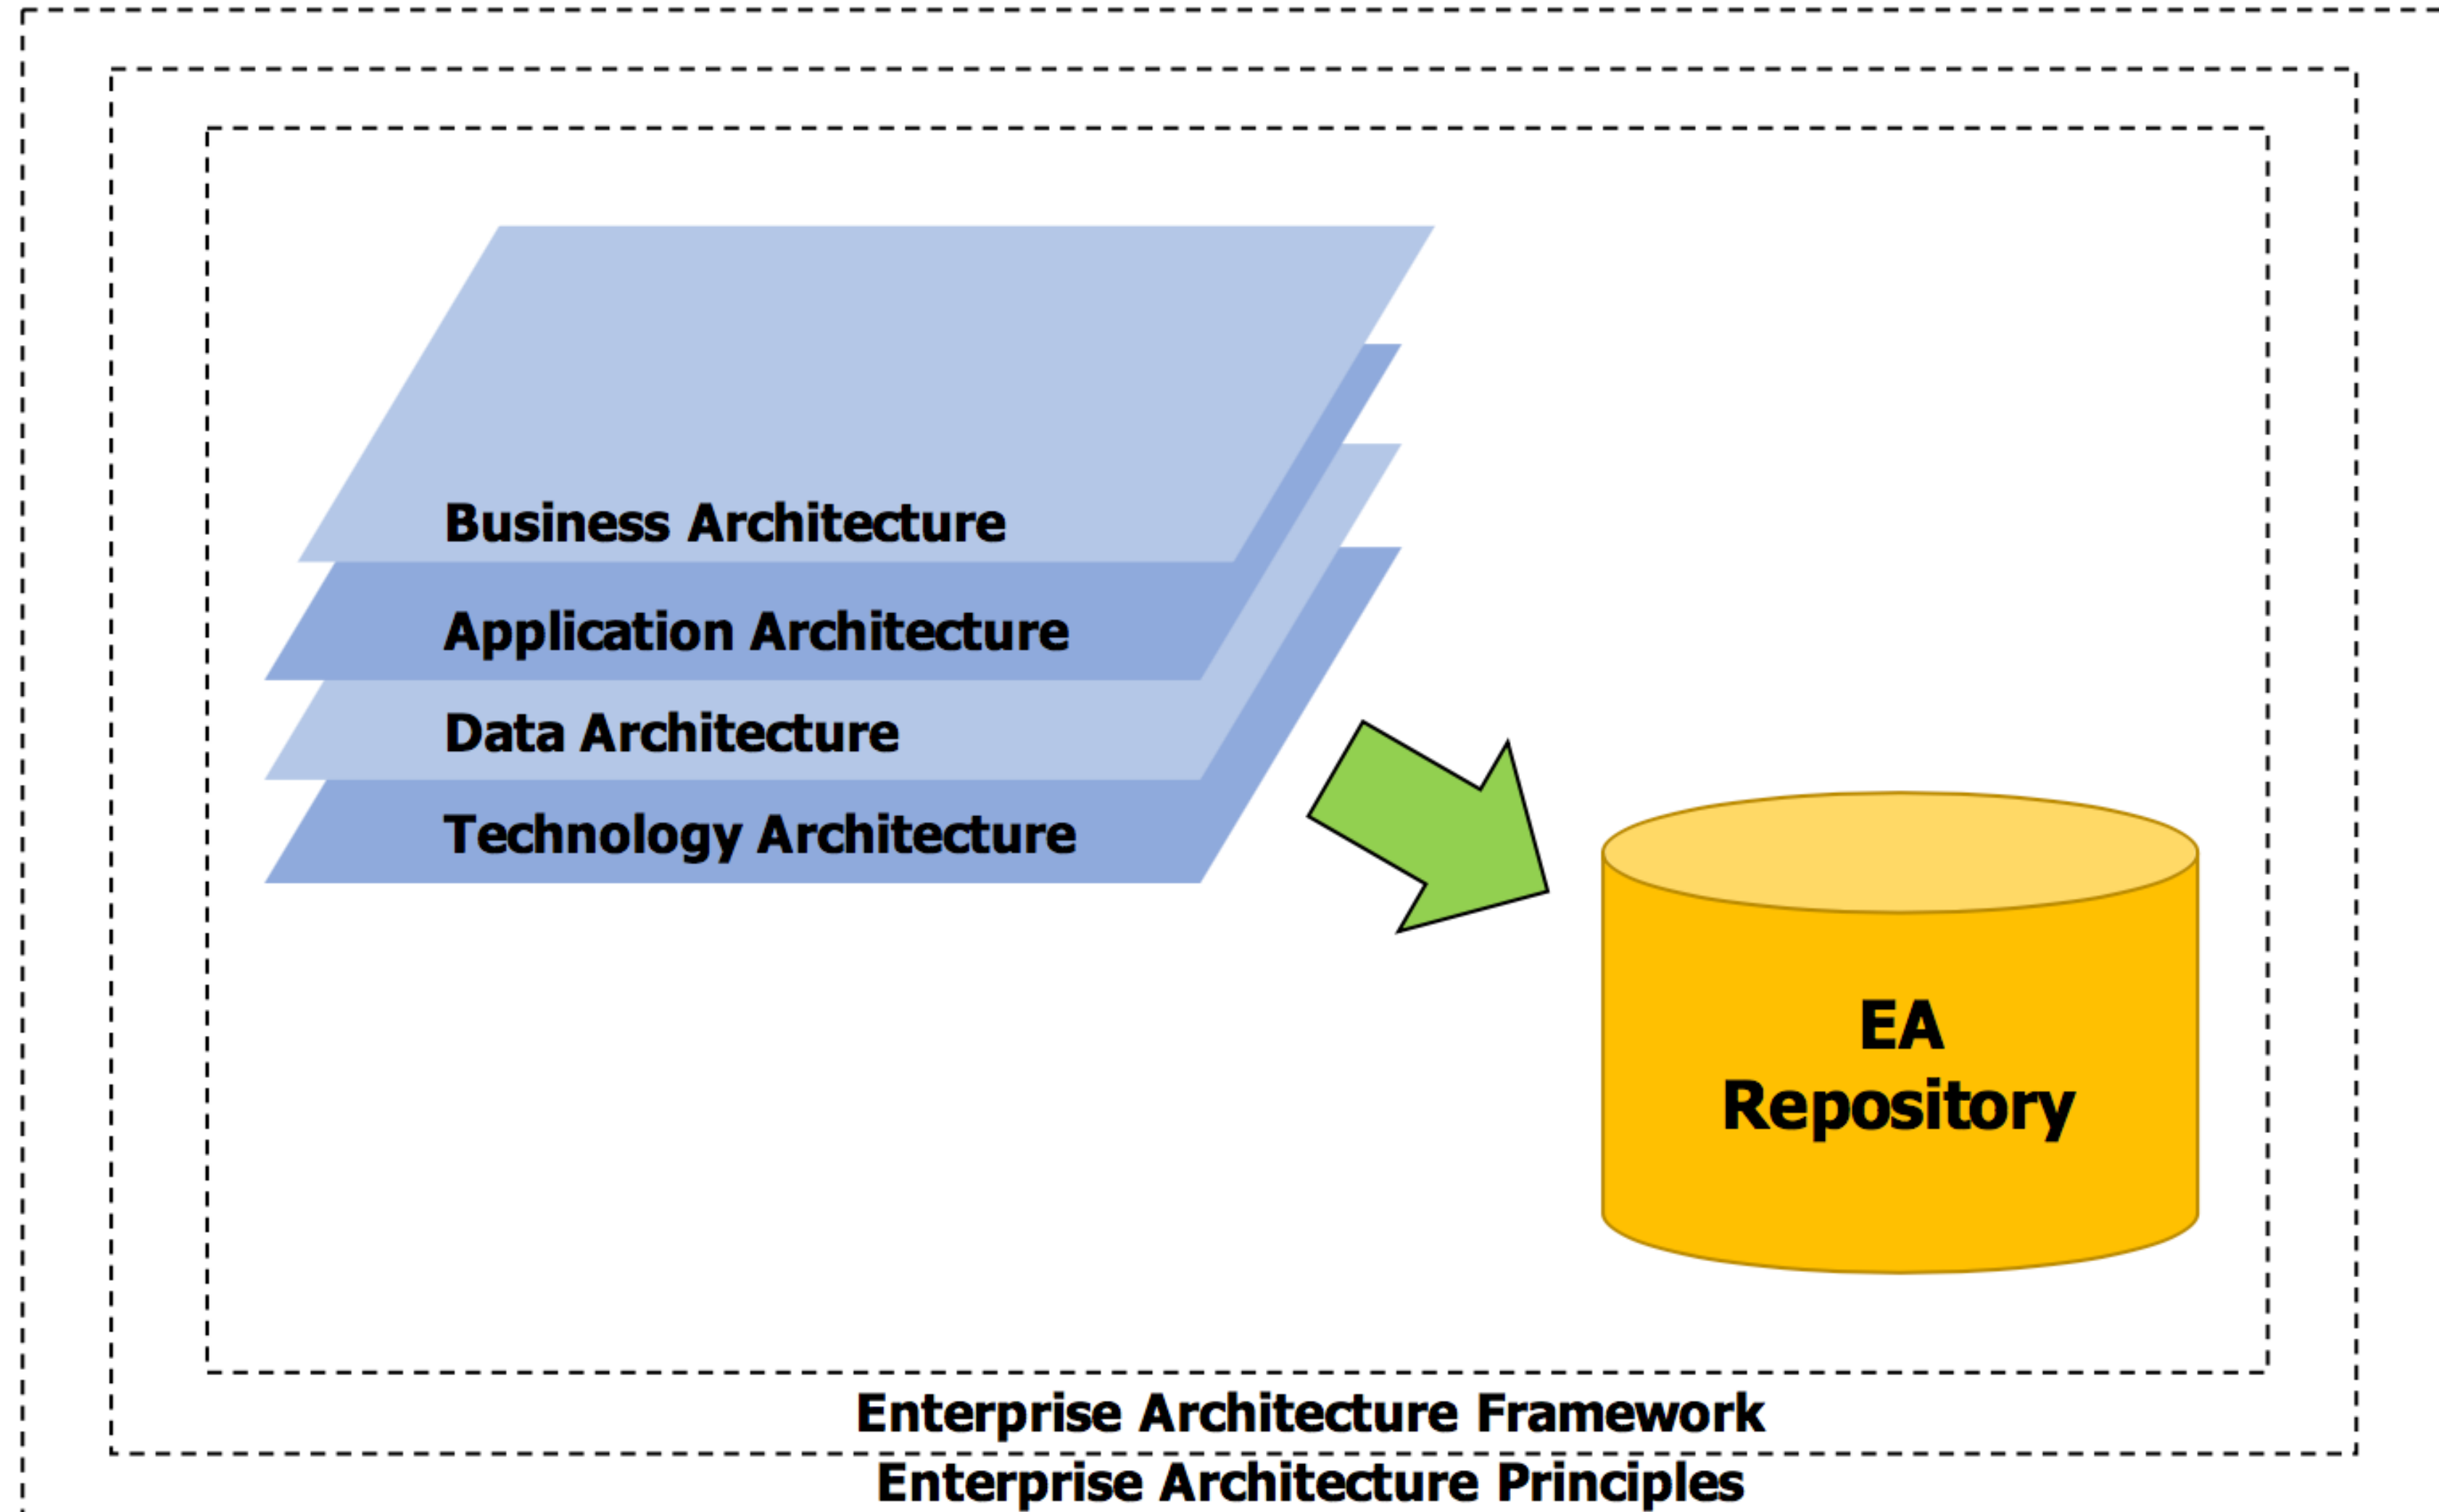 Business Architecture
Application Architecture
Data Architecture
Technology Architecture
EA
Repository
Enterprise Architecture Framework
Enterprise Architecture Principles